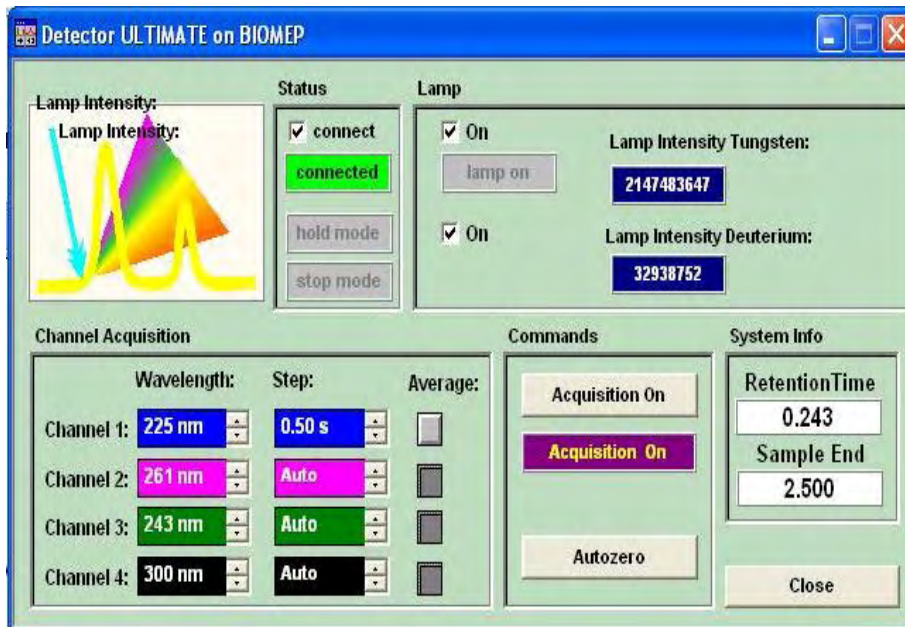 Detector ULTIMATE on BIOMEP
Lamp Intensity:
Lamp Intensity:
Status
connect
connected
hold mode
stop mode
Lamp
On
lamp on
On
Lamp Intensity Tungsten:
2147483647
Lamp Intensity Deuterium:
32938752
Channel Acquisition
Wavelength: Step: Average:
Channel 1: 225 nm 0.50 s
Channel 2: 261 nm Auto
Channel 3: 243 nm Auto
Channel 4: 300 nm Auto
Commands
Acquisition On
Acquisition On
Autozero
System Info
RetentionTime
0.243
Sample End
2.500
Close